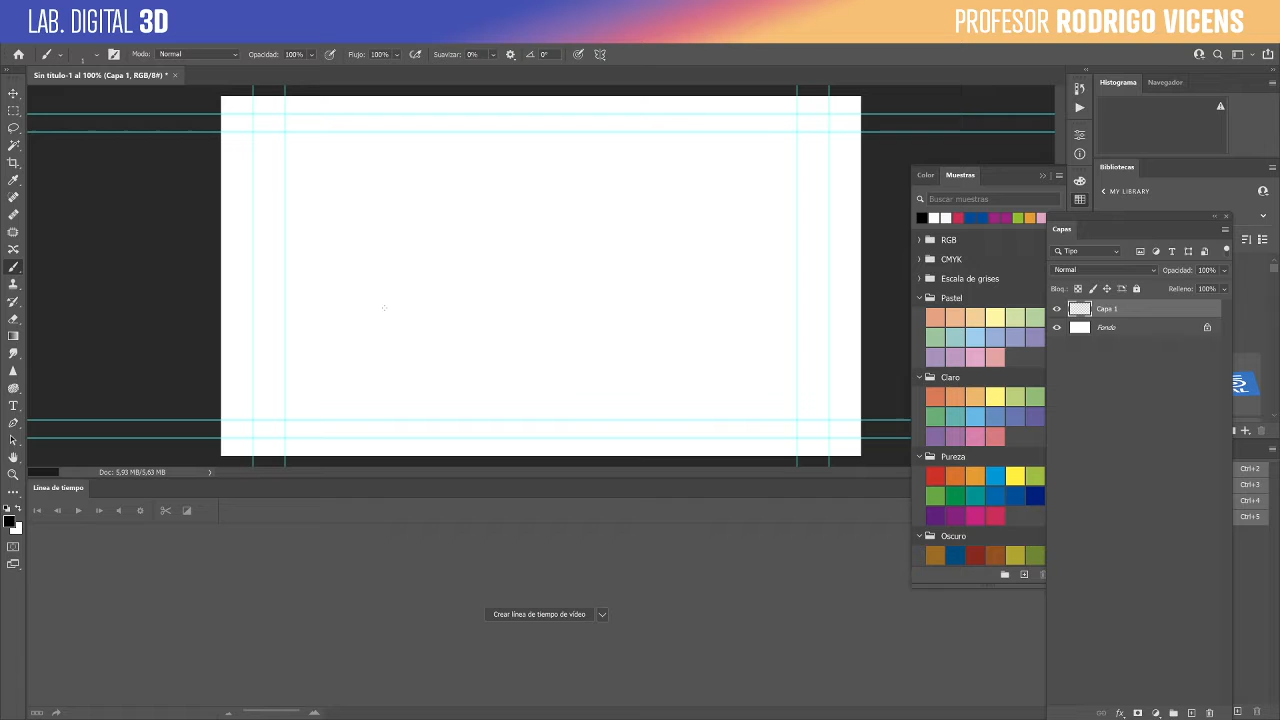 LAB. DIGITAL 3D
PROFESOR RODRIGO VICENS
1
Modo: Normal
Opacidad: 100%
Flujo: 100%
Suavizar: 0%
0°
Sin título-1 al 100% (Capa 1, RGB/8#) *
Histograma
Navegador
Bibliotecas
MY LIBRARY
Color
Muestras
Buscar muestras
RGB
CMYK
Escala de grises
Pastel
Claro
Pureza
Oscuro
Capas
Tipo
Normal
Opacidad: 100%
Bloq.:
Relleno: 100%
Capa 1
Fondo
Ctrl+2
Ctrl+3
Ctrl+4
Ctrl+5
100%
Doc: 5,93 MB/5,63 MB
Línea de tiempo
Crear línea de tiempo de vídeo